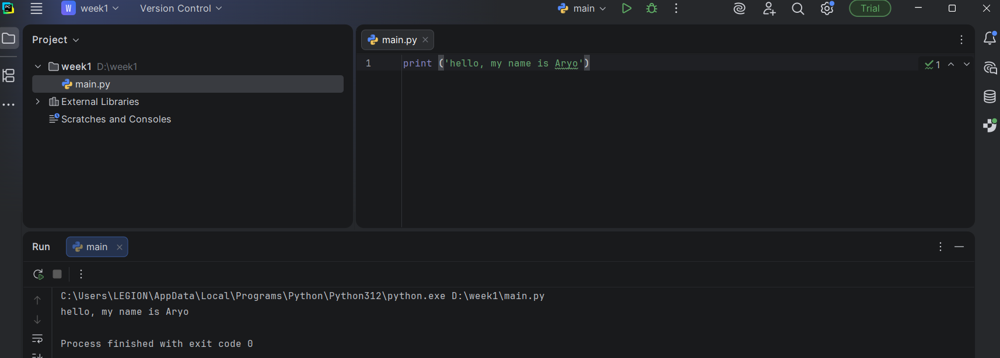 PC
W week1 Version Control main Trial
Project
week1 D:\week1
main.py
External Libraries
Scratches and Consoles
main.py
1 print ('hello, my name is Aryo') 1
Run main
C:\Users\LEGION\AppData\Local\Programs\Python\Python312\python.exe D:\week1\main.py
hello, my name is Aryo
Process finished with exit code 0